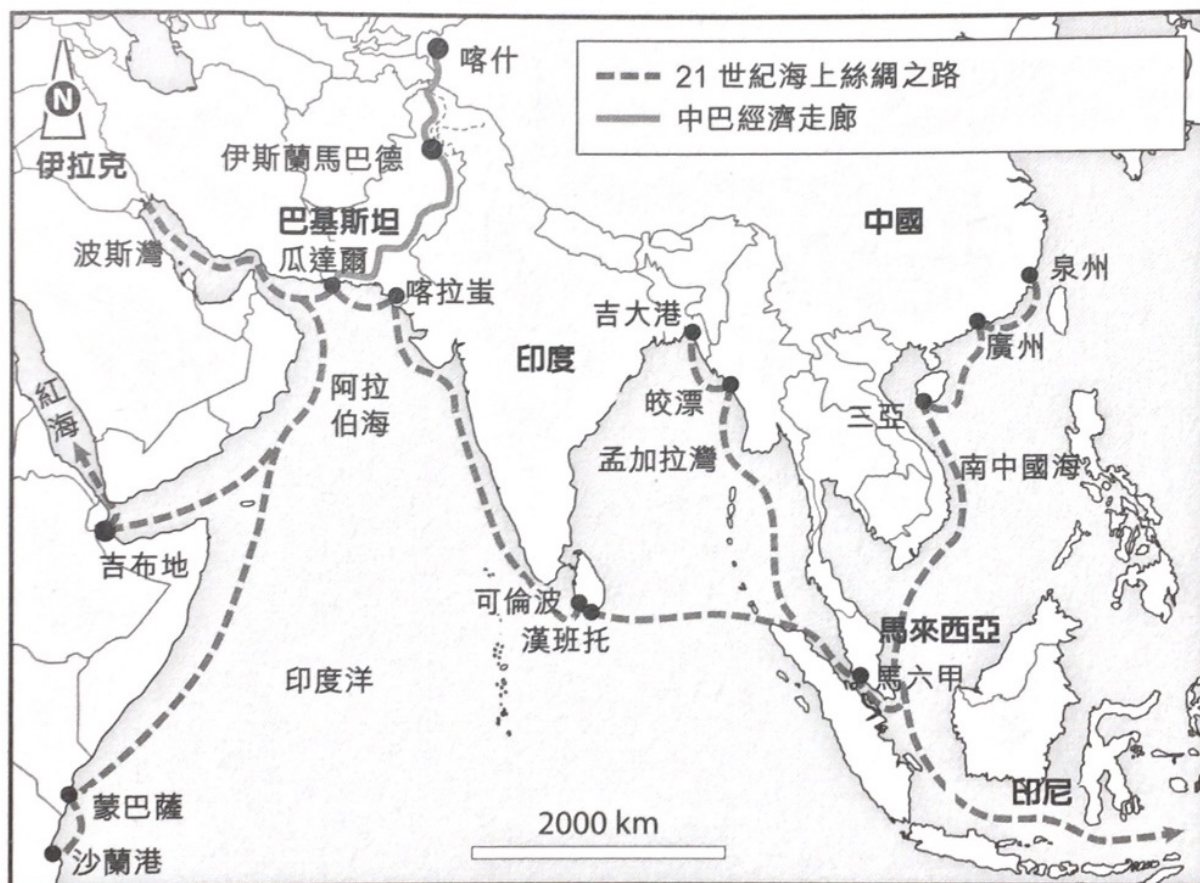 21 世紀海上絲綢之路
中巴經濟走廊
N
喀什
伊斯蘭馬巴德
伊拉克
巴基斯坦
中國
波斯灣
瓜達爾
喀拉蚩
泉州
吉大港
廣州
印度
紅海
阿拉
伯海
皎漂
三亞
孟加拉灣
南中國海
吉布地
可倫波
漢班托
馬來西亞
馬六甲
印度洋
蒙巴薩
印尼
2000 km
沙蘭港